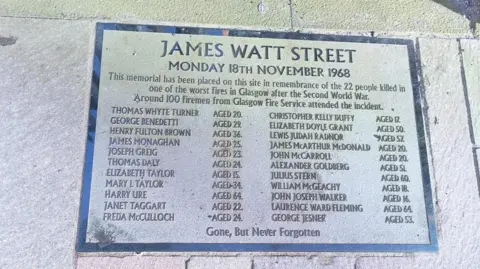 JAMES WATT STREET
MONDAY 18TH NOVEMBER 1968
This memorial has been placed on this site in remembrance of the 22 people killed in
one of the worst fires in Glasgow after the Second World War.
Around 100 firemen from Glasgow Fire Service attended the incident.
THOMAS WHYTE TURNER AGED 20.
GEORGE BENEDETTI AGED 29.
HENRY FULTON BROWN AGED 36.
JAMES MONAGHAN AGED 25.
JOSEPH GREIG AGED 23.
THOMAS DALY AGED 24.
ELIZABETH TAYLOR AGED 15.
MARY I. TAYLOR AGED 34.
HARRY URE AGED 64.
JANET TAGGART AGED 22.
FREDA McCULLOCH AGED 24.
CHRISTOPHER KELLY DUFFY AGED 17.
ELIZABETH DOYLE GRANT AGED 50.
LEWIS JUDAH RADNOR AGED 57.
JAMES McARTHUR McDONALD AGED 20.
JOHN McCARROLL AGED 20.
ALEXANDER GOLDBERG AGED 51.
JULIUS STERN AGED 60.
WILLIAM McGEACHY AGED 18.
JOHN JOSEPH WALKER AGED 16.
LAURENCE WARD FLEMING AGED 64.
GEORGE JESNER AGED 53.
Gone, But Never Forgotten